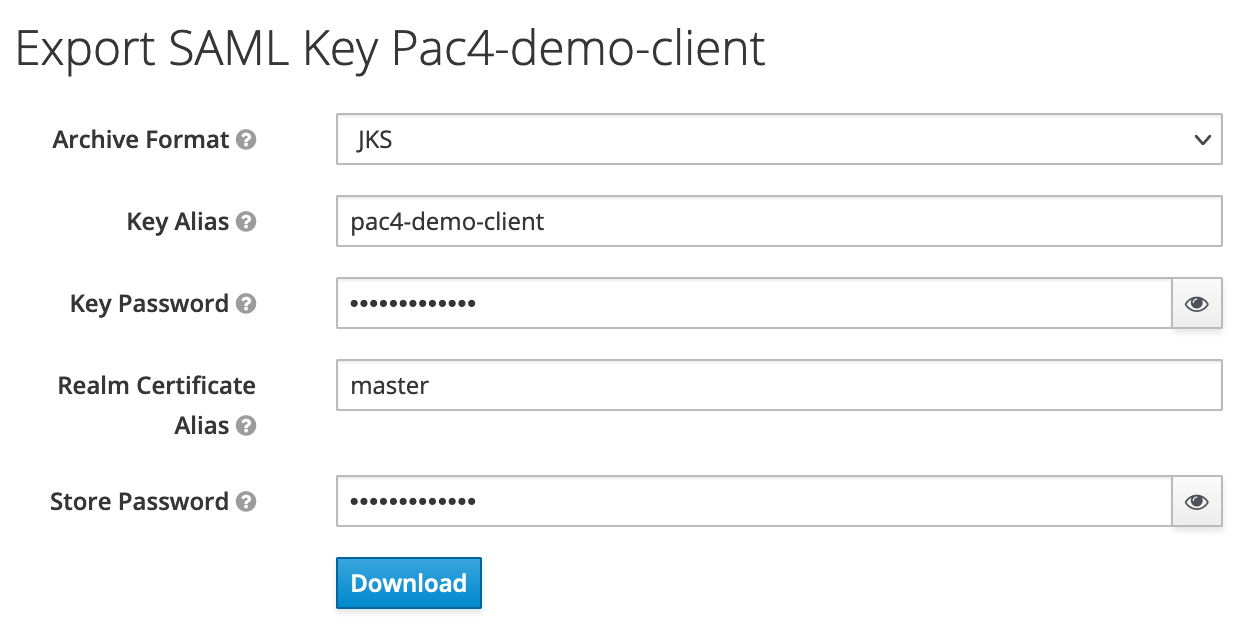 Export SAML Key Pac4-demo-client
Archive Format
JKS
Key Alias
pac4-demo-client
Key Password
•••••••••••••
Realm Certificate
Alias
master
Store Password
•••••••••••••
Download